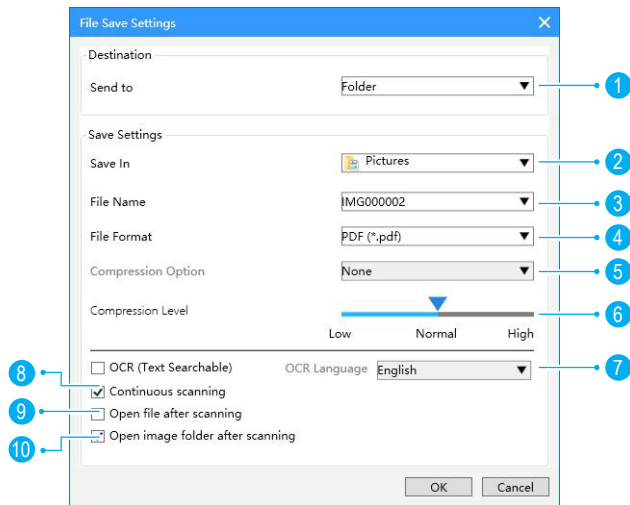 File Save Settings
Destination
Send to Folder 1
Save Settings
Save In Pictures 2
File Name IMG000002 3
File Format PDF (*.pdf) 4
Compression Option None 5
Compression Level 6
Low Normal High
OCR (Text Searchable) OCR Language English 7
8 Continuous scanning
9 Open file after scanning
10 Open image folder after scanning
OK Cancel